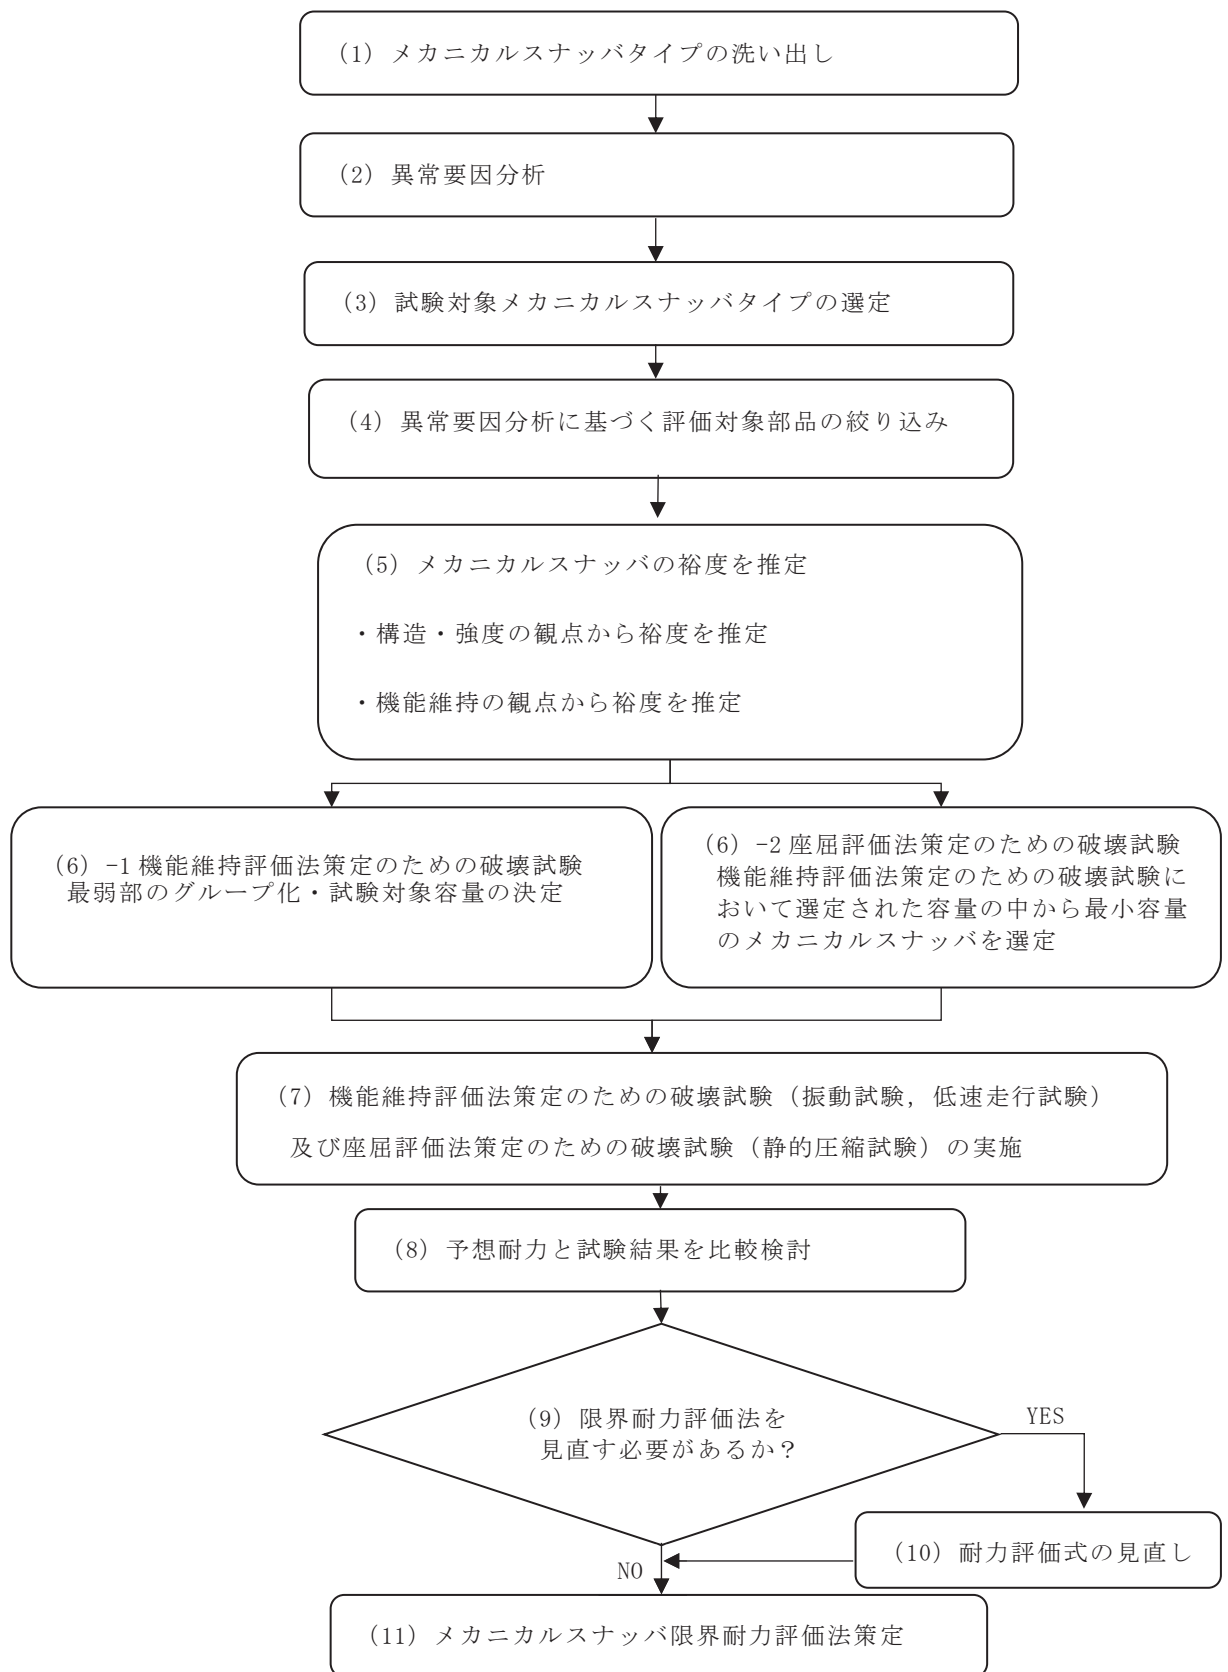 (1) メカニカルスナッバタイプの洗い出し
(2) 異常要因分析
(3) 試験対象メカニカルスナッバタイプの選定
(4) 異常要因分析に基づく評価対象部品の絞り込み
(5) メカニカルスナッバの裕度を推定
・構造・強度の観点から裕度を推定
・機能維持の観点から裕度を推定
(6) -1 機能維持評価法策定のための破壊試験
最弱部のグループ化・試験対象容量の決定
(6) -2 座屈評価法策定のための破壊試験
機能維持評価法策定のための破壊試験に
おいて選定された容量の中から最小容量
のメカニカルスナッバを選定
(7) 機能維持評価法策定のための破壊試験（振動試験，低速走行試験）
及び座屈評価法策定のための破壊試験（静的圧縮試験）の実施
(8) 予想耐力と試験結果を比較検討
(9) 限界耐力評価法を
見直す必要があるか？
YES
(10) 耐力評価式の見直し
NO
(11) メカニカルスナッバ限界耐力評価法策定